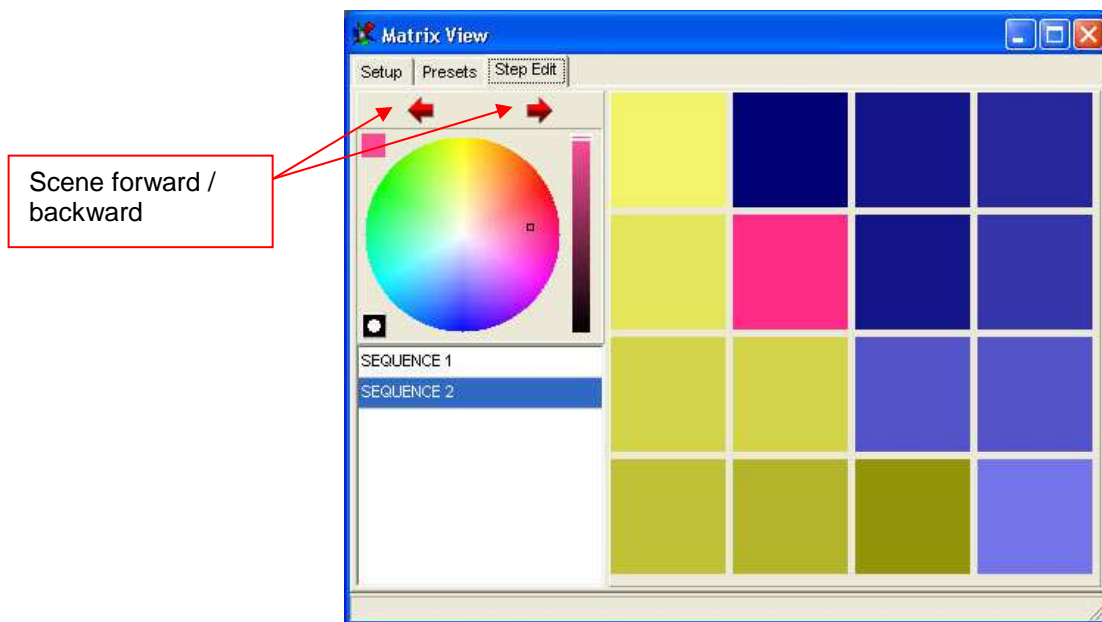 Matrix View
Setup Presets Step Edit
Scene forward /
backward
SEQUENCE 1
SEQUENCE 2